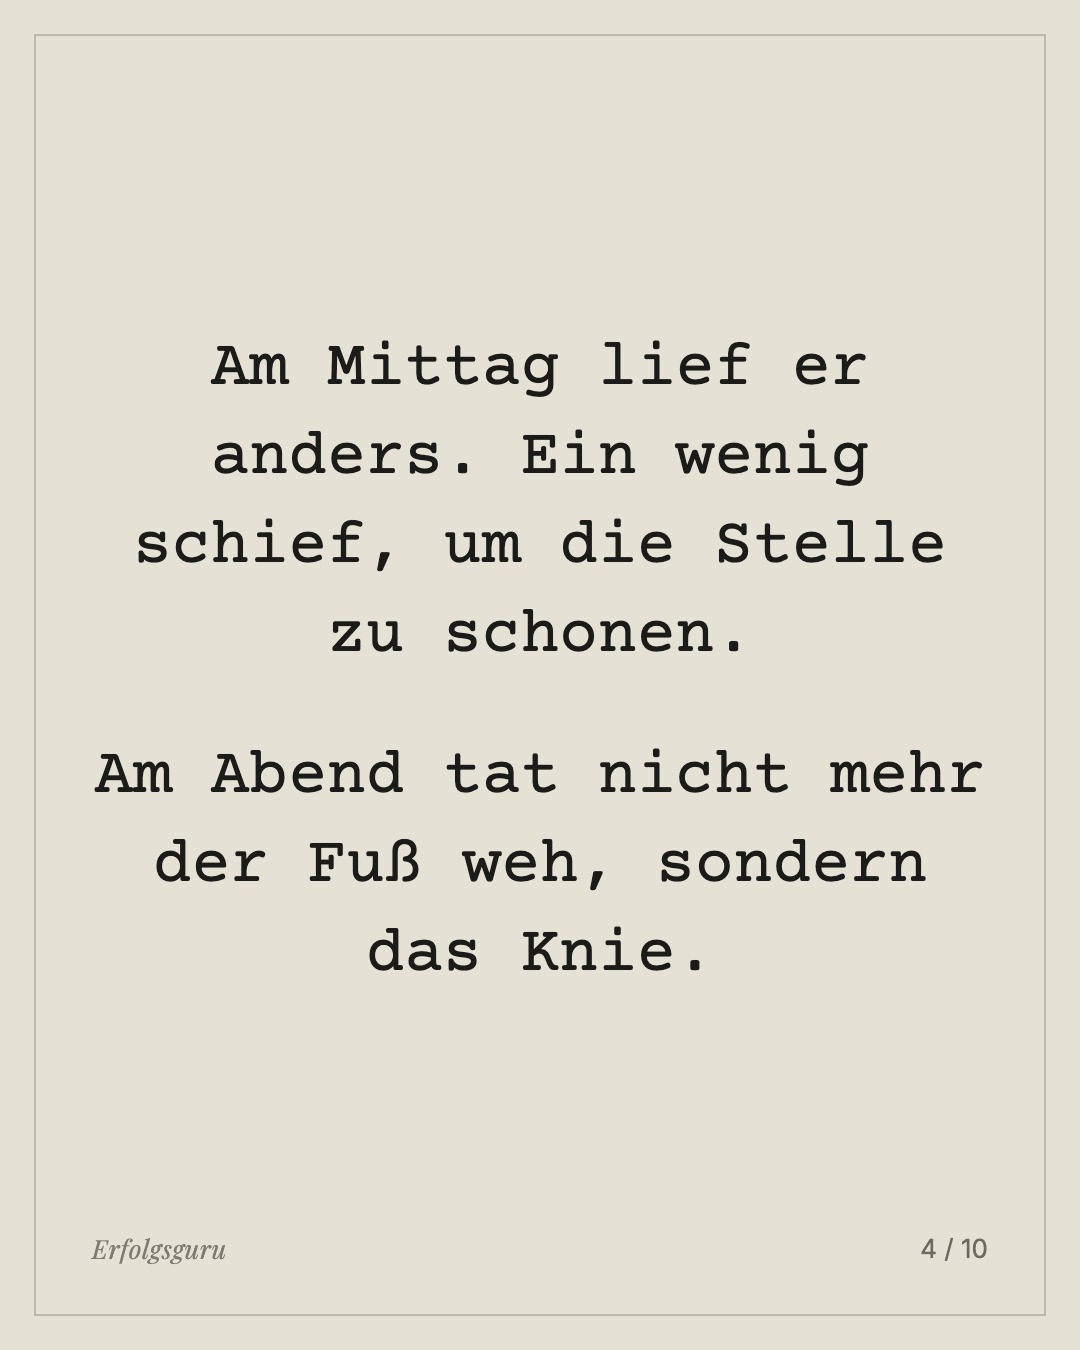 Am Mittag lief er
anders. Ein wenig
schief, um die Stelle
zu schonen.
Am Abend tat nicht mehr
der Fuß weh, sondern
das Knie.
Erfolgsguru
4 / 10